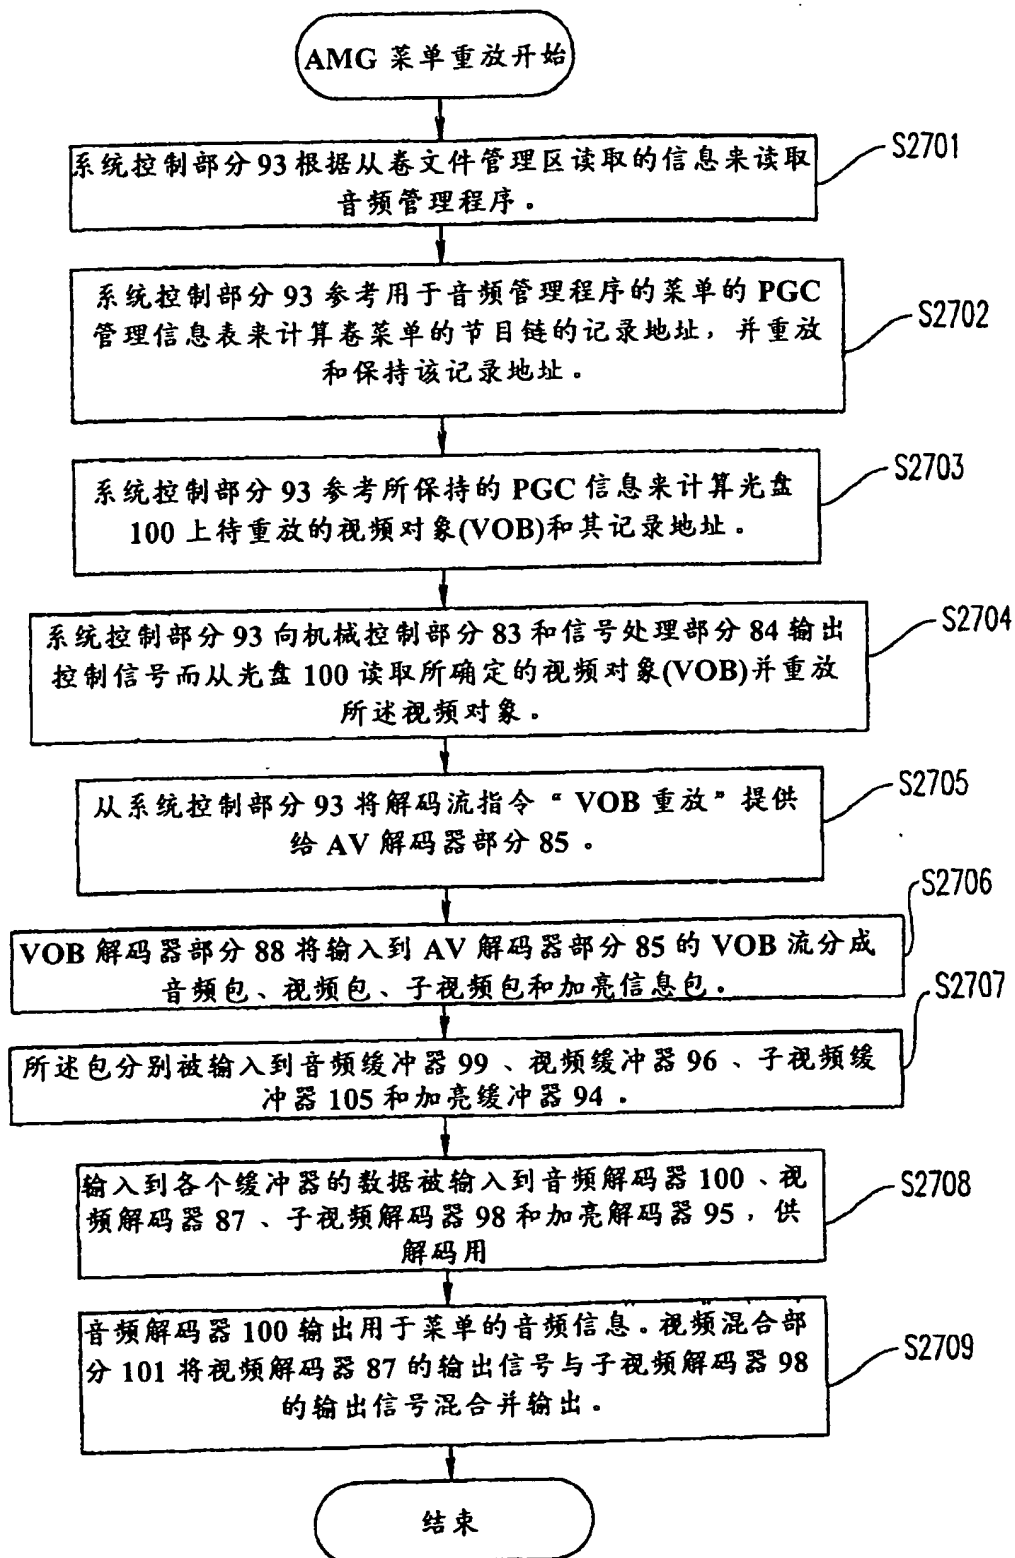 AMG 菜单重放开始
系统控制部分 93 根据从卷文件管理区读取的信息来读取
音频管理程序。
S2701
系统控制部分 93 参考用于音频管理程序的菜单的 PGC
管理信息表来计算卷菜单的节目链的记录地址，并重放
和保持该记录地址。
S2702
系统控制部分 93 参考所保持的 PGC 信息来计算光盘
100 上待重放的视频对象(VOB)和其记录地址。
S2703
系统控制部分 93 向机械控制部分 83 和信号处理部分 84 输出
控制信号而从光盘 100 读取所确定的视频对象(VOB)并重放
所述视频对象。
S2704
从系统控制部分 93 将解码流指令“VOB 重放”提供
给 AV 解码器部分 85。
S2705
VOB 解码器部分 88 将输入到 AV 解码器部分 85 的 VOB 流分成
音频包、视频包、子视频包和加亮信息包.
S2706
所述包分别被输入到音频缓冲器 99、视频缓冲器 96、子视频缓
冲器 105 和加亮缓冲器 94.
S2707
输入到各个缓冲器的数据被输入到音频解码器 100、视
频解码器 87、子视频解码器 98 和加亮解码器 95，供
解码用
S2708
音频解码器 100 输出用于菜单的音频信息。视频混合部
分 101 将视频解码器 87 的输出信号与子视频解码器 98
的输出信号混合并输出。
S2709
结束